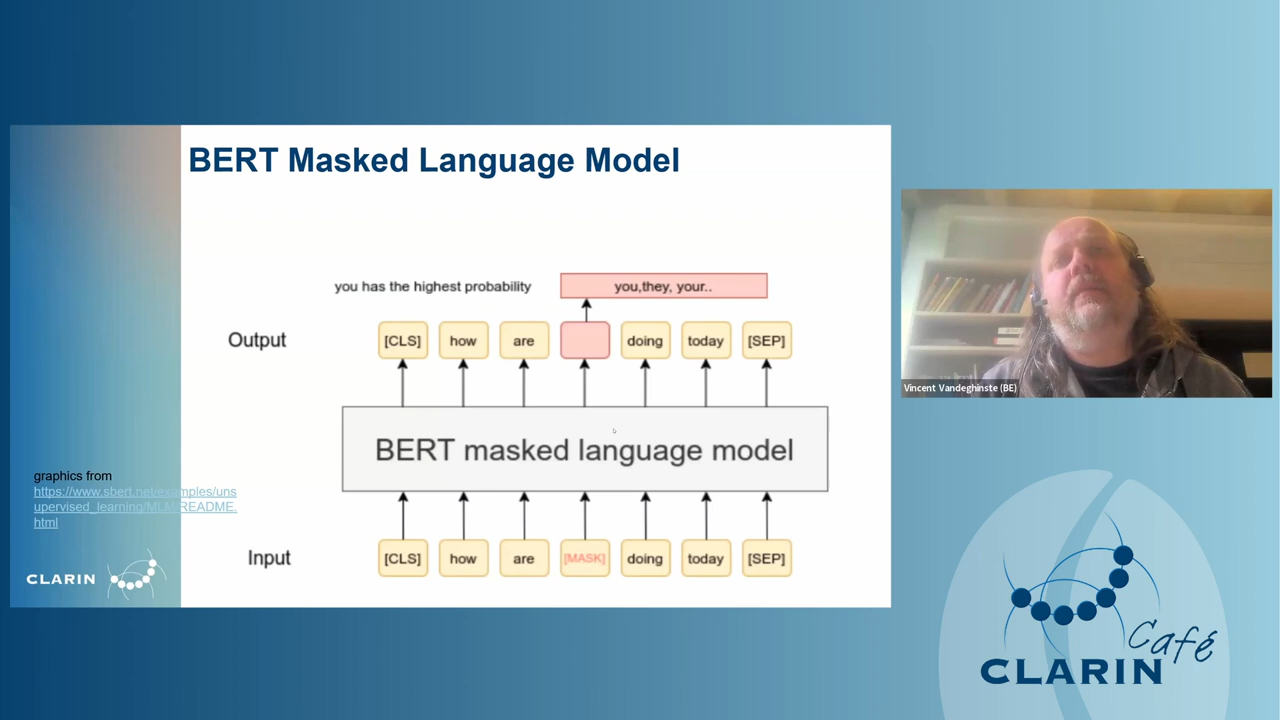 BERT Masked Language Model
you has the highest probability
you,they, your..
Output
[CLS] how are doing today [SEP]
BERT masked language model
Input
[CLS] how are [MASK] doing today [SEP]
graphics from
https://www.sbert.net/examples/uns
upervised_learning/MLM/README.
html
CLARIN
Vincent Vandeghinste (BE)
Café
CLARIN